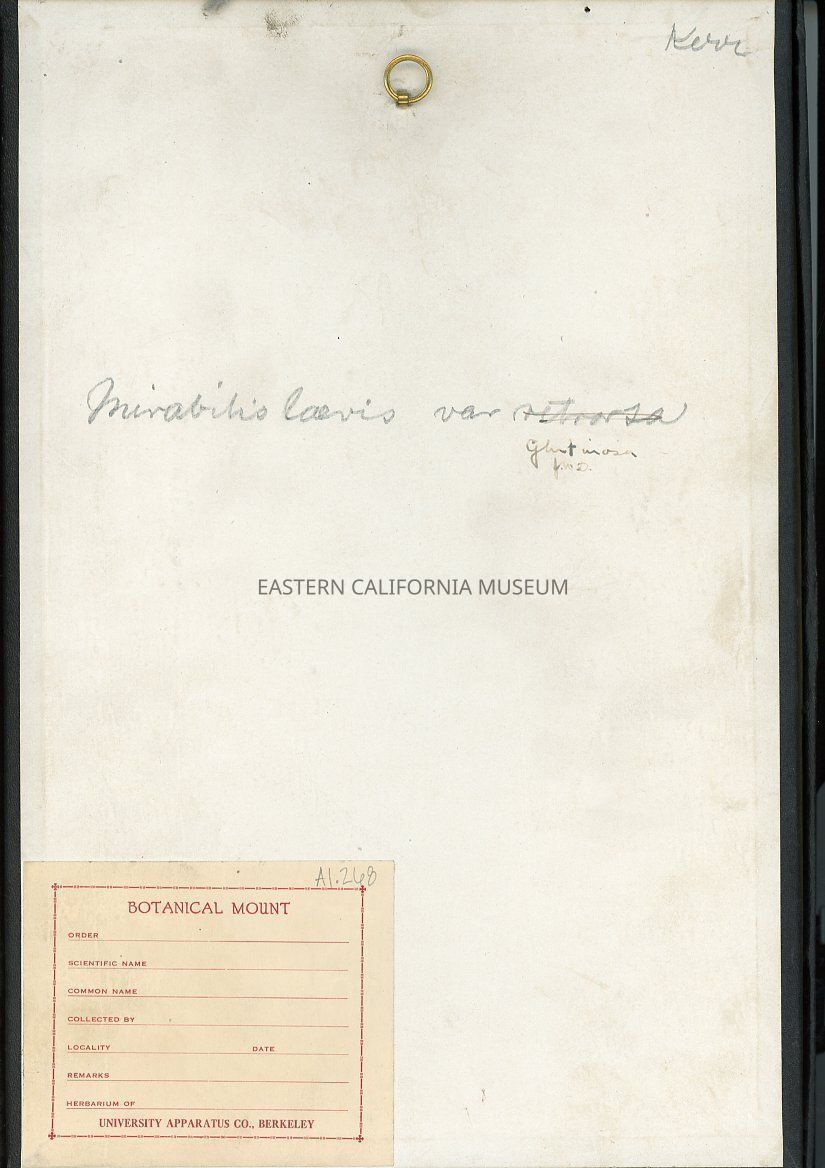 Kerr
Mirabilis laevis var retrorsa
Glutinosa
EASTERN CALIFORNIA MUSEUM
A1.268
BOTANICAL MOUNT
ORDER
SCIENTIFIC NAME
COMMON NAME
COLLECTED BY
LOCALITY DATE
REMARKS
HERBARIUM OF
UNIVERSITY APPARATUS CO., BERKELEY